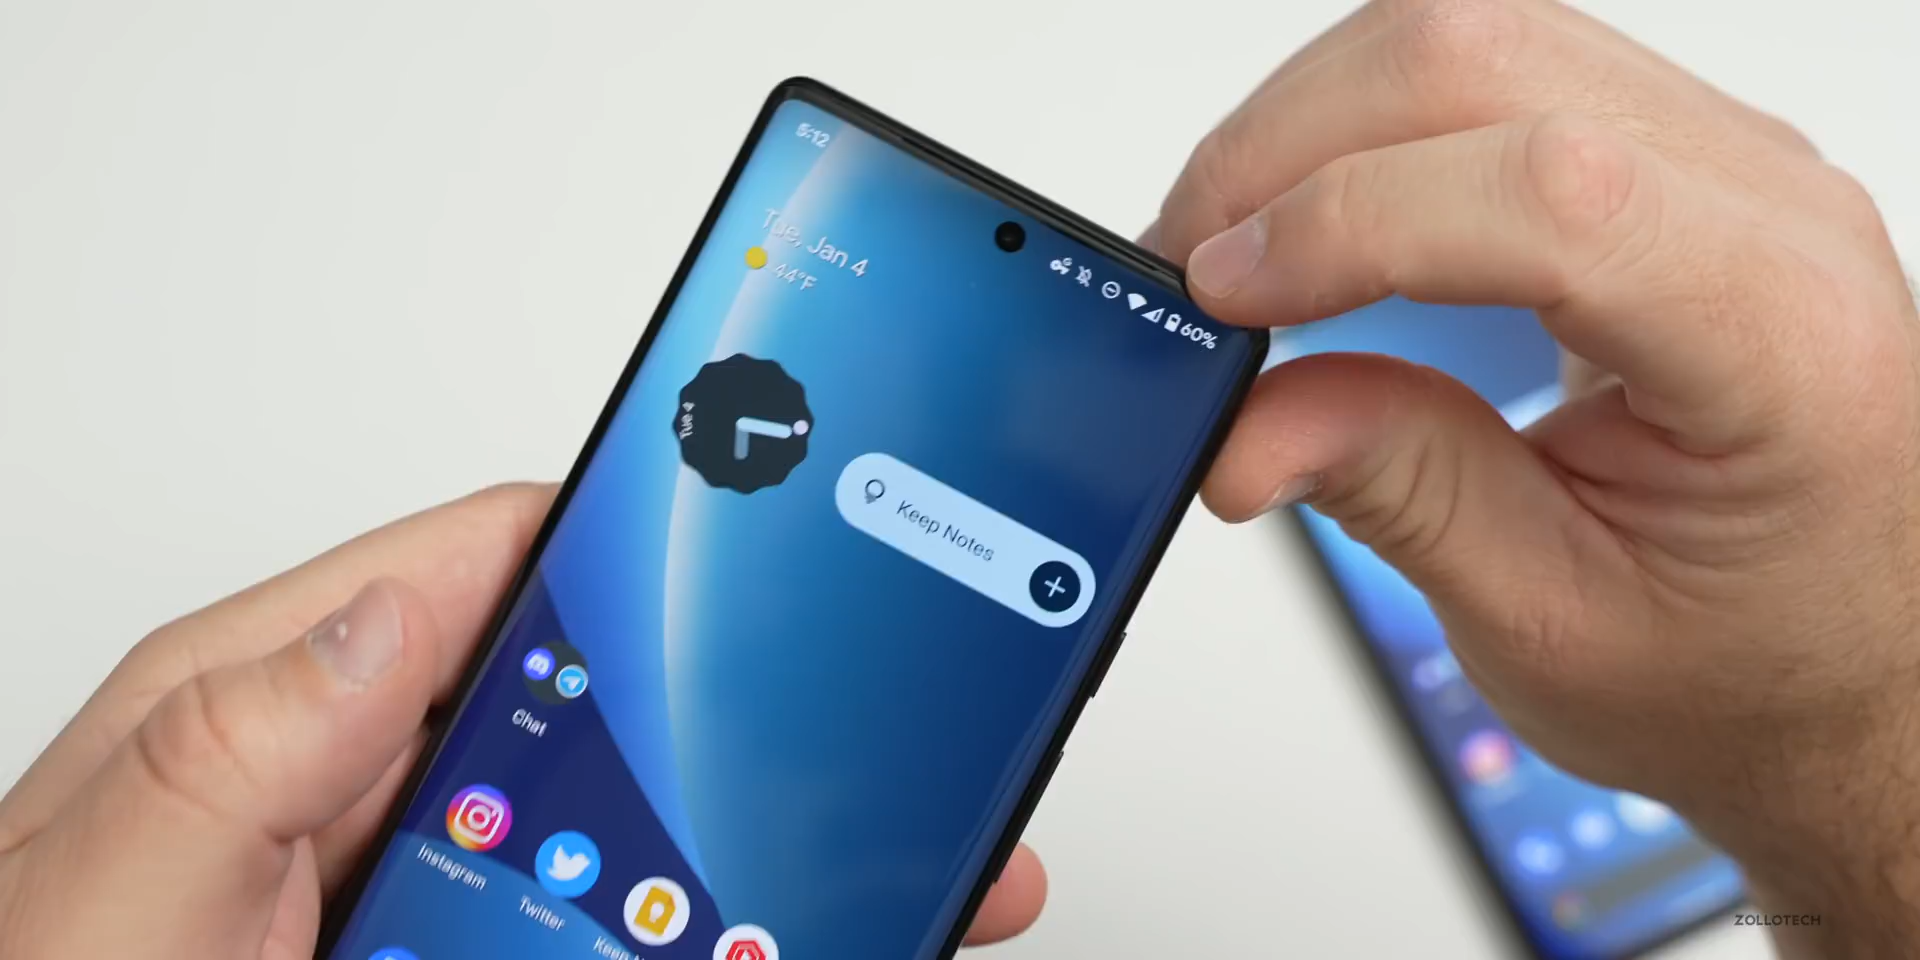 5:12
60%
Tue, Jan 4
44°F
Tue 4
Keep Notes
Chat
Instagram
Twitter
ZOLLOTECH